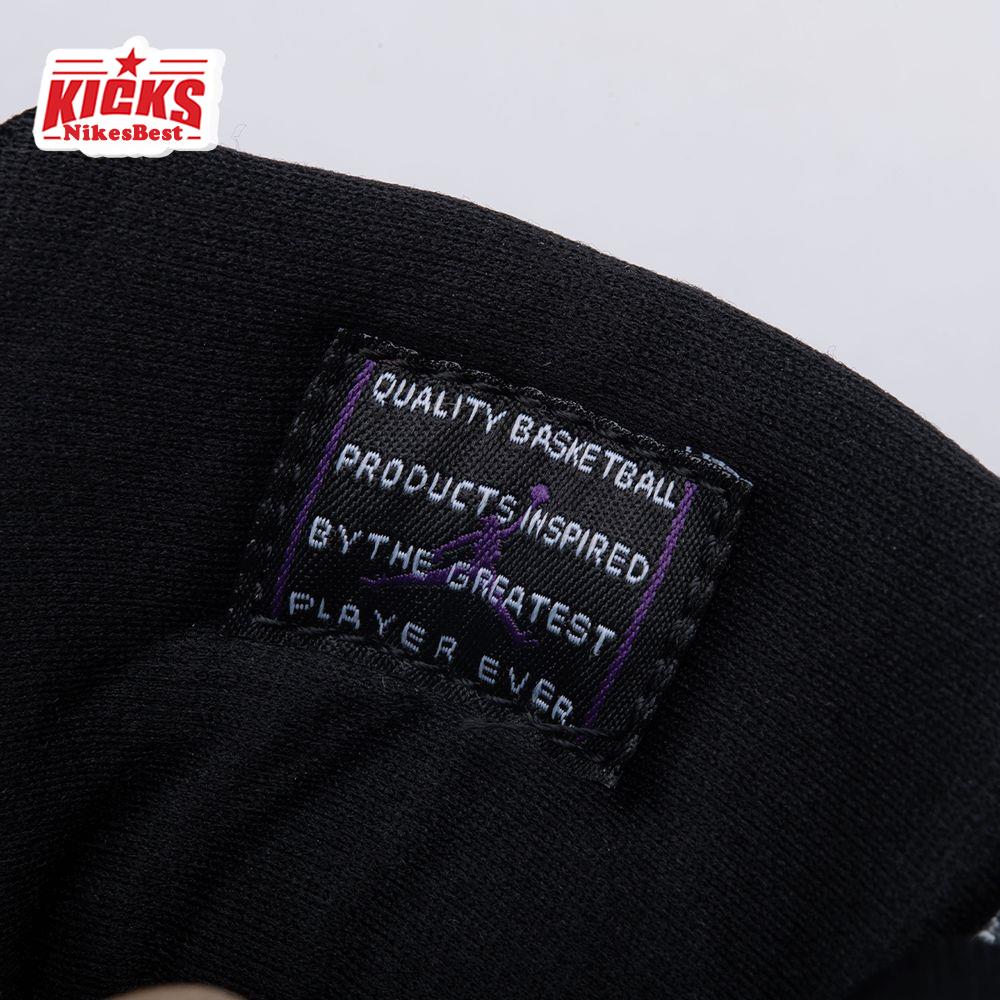 KICKS
NikesBest
QUALITY BASKETBALL
PRODUCTS INSPIRED
BY THE GREATEST
PLAYER EVER.